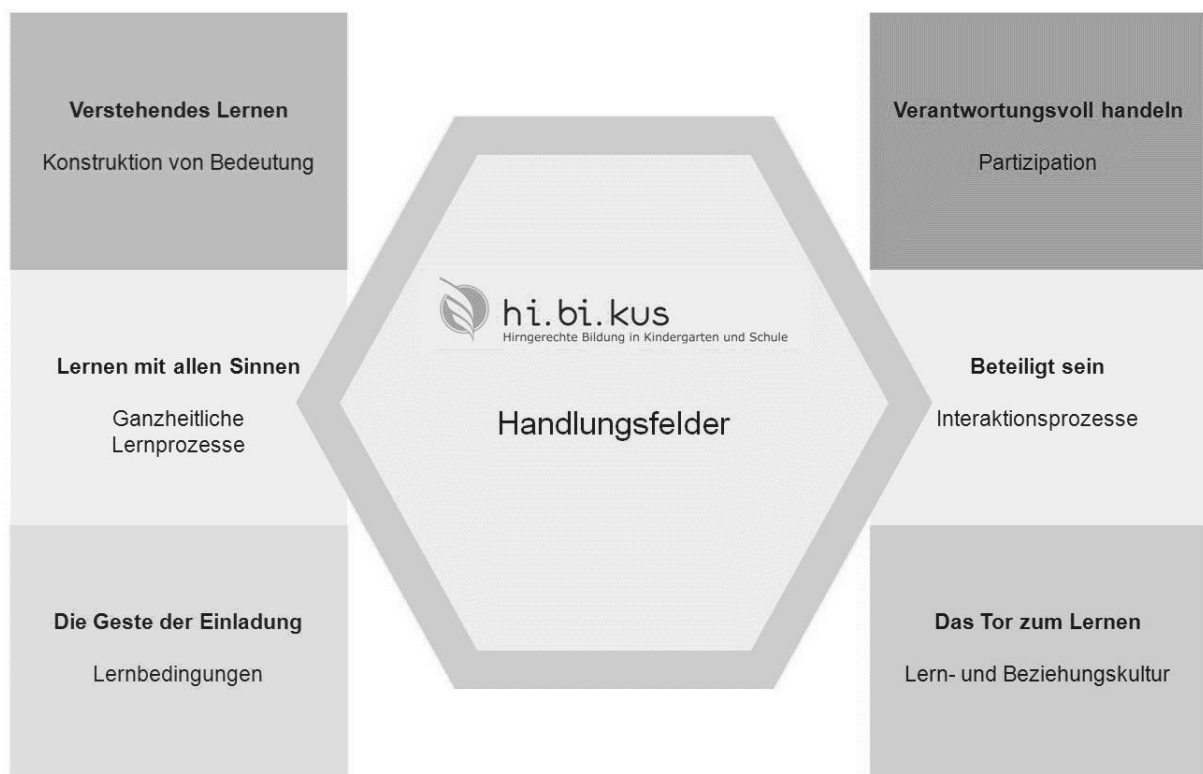 Verstehendes Lernen
Konstruktion von Bedeutung
Lernen mit allen Sinnen
Ganzheitliche
Lernprozesse
Die Geste der Einladung
Lernbedingungen
hi.bi.kus
Hirngerechte Bildung in Kindergarten und Schule
Handlungsfelder
Verantwortungsvoll handeln
Partizipation
Beteiligt sein
Interaktionsprozesse
Das Tor zum Lernen
Lern- und Beziehungskultur